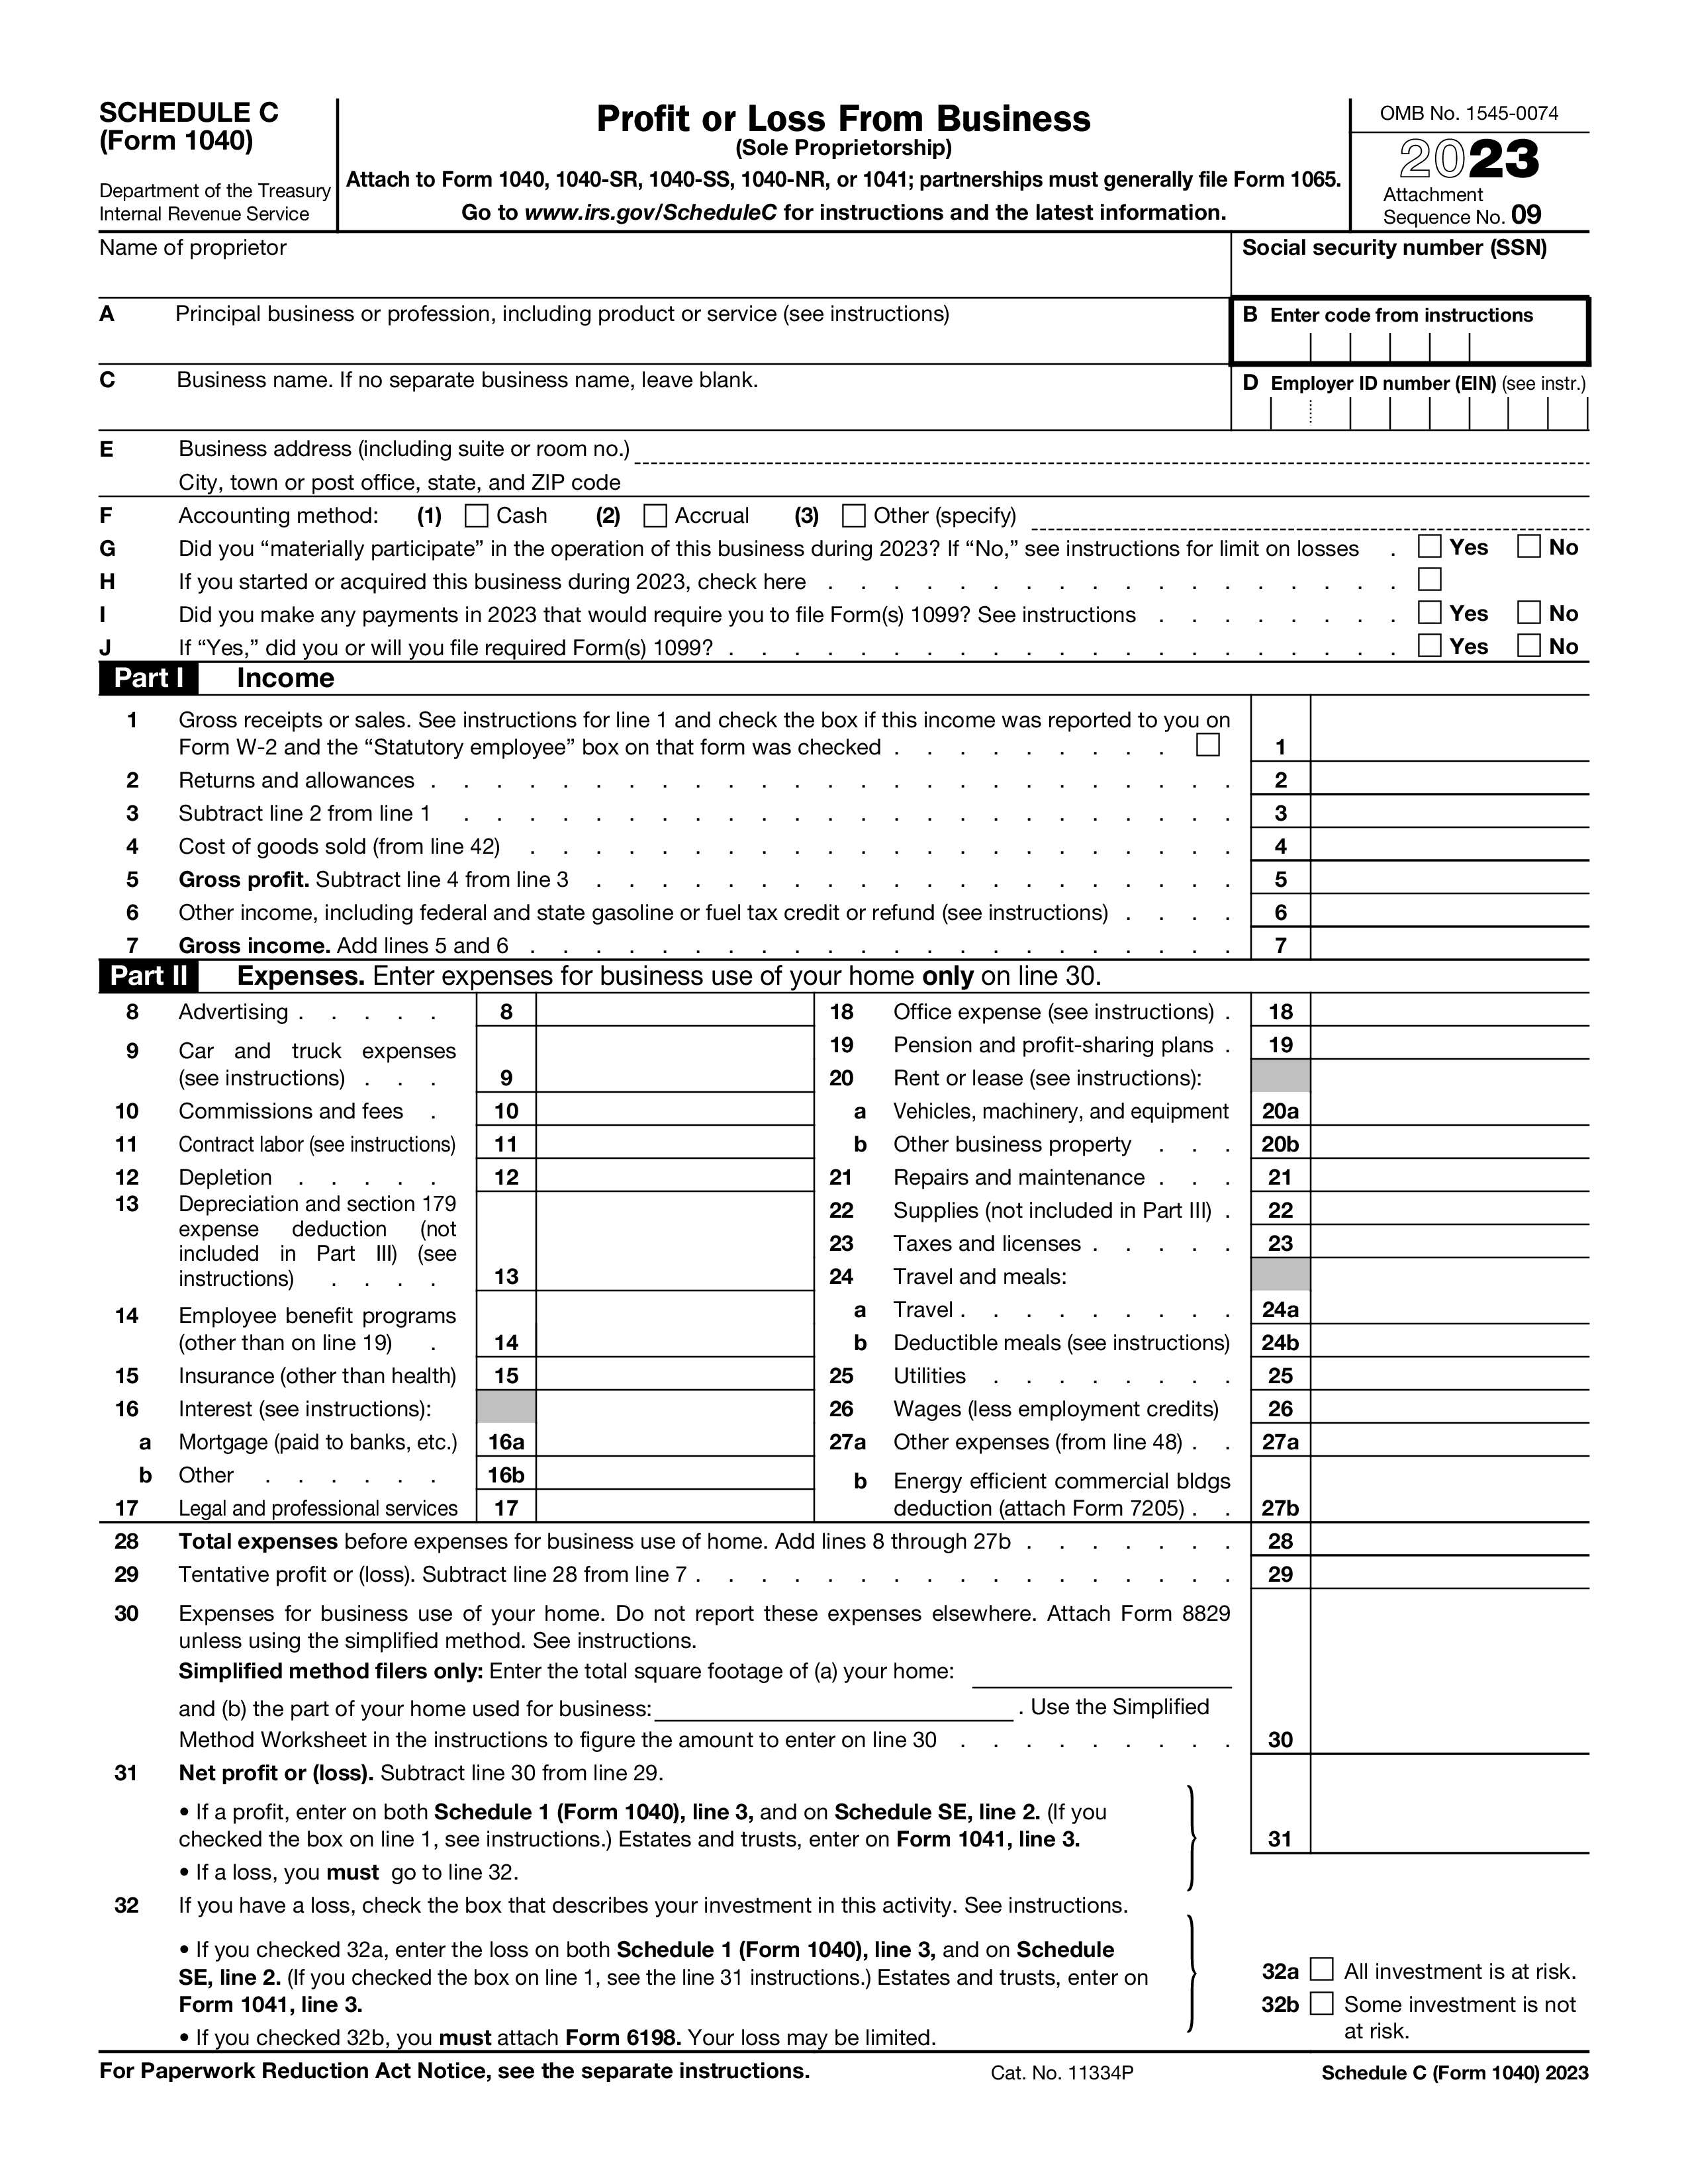 SCHEDULE C
(Form 1040)
Department of the Treasury
Internal Revenue Service
Profit or Loss From Business
(Sole Proprietorship)
Attach to Form 1040, 1040-SR, 1040-SS, 1040-NR, or 1041; partnerships must generally file Form 1065.
Go to www.irs.gov/ScheduleC for instructions and the latest information.
OMB No. 1545-0074
2023
Attachment
Sequence No. 09
Name of proprietor
Social security number (SSN)
A Principal business or profession, including product or service (see instructions)
B Enter code from instructions
C Business name. If no separate business name, leave blank.
D Employer ID number (EIN) (see instr.)
E Business address (including suite or room no.)
City, town or post office, state, and ZIP code
F Accounting method: (1) Cash (2) Accrual (3) Other (specify)
G Did you “materially participate” in the operation of this business during 2023? If “No,” see instructions for limit on losses . Yes No
H If you started or acquired this business during 2023, check here . . . . . . . . . . . . . . . . . .
I Did you make any payments in 2023 that would require you to file Form(s) 1099? See instructions . . . . . . . . Yes No
J If “Yes,” did you or will you file required Form(s) 1099? . . . . . . . . . . . . . . . . . . . . . Yes No
Part I Income
1 Gross receipts or sales. See instructions for line 1 and check the box if this income was reported to you on
Form W-2 and the “Statutory employee” box on that form was checked . . . . . . . . . 1
2 Returns and allowances . . . . . . . . . . . . . . . . . . . . . . . . . 2
3 Subtract line 2 from line 1 . . . . . . . . . . . . . . . . . . . . . . . . 3
4 Cost of goods sold (from line 42) . . . . . . . . . . . . . . . . . . . . . . 4
5 Gross profit. Subtract line 4 from line 3 . . . . . . . . . . . . . . . . . . . . 5
6 Other income, including federal and state gasoline or fuel tax credit or refund (see instructions) . . . . 6
7 Gross income. Add lines 5 and 6 . . . . . . . . . . . . . . . . . . . . . . 7
Part II Expenses. Enter expenses for business use of your home only on line 30.
8 Advertising . . . . . 8
9 Car and truck expenses
(see instructions) . . . 9
10 Commissions and fees . 10
11 Contract labor (see instructions) 11
12 Depletion . . . . . 12
13 Depreciation and section 179
expense deduction (not
included in Part III) (see
instructions) . . . . 13
14 Employee benefit programs
(other than on line 19) . 14
15 Insurance (other than health) 15
16 Interest (see instructions):
a Mortgage (paid to banks, etc.) 16a
b Other . . . . . . 16b
17 Legal and professional services 17
18 Office expense (see instructions) . 18
19 Pension and profit-sharing plans . 19
20 Rent or lease (see instructions):
a Vehicles, machinery, and equipment 20a
b Other business property . . . 20b
21 Repairs and maintenance . . . 21
22 Supplies (not included in Part III) . 22
23 Taxes and licenses . . . . . 23
24 Travel and meals:
a Travel . . . . . . . . . 24a
b Deductible meals (see instructions) 24b
25 Utilities . . . . . . . . 25
26 Wages (less employment credits) 26
27a Other expenses (from line 48) . . 27a
b Energy efficient commercial bldgs
deduction (attach Form 7205) . . 27b
28 Total expenses before expenses for business use of home. Add lines 8 through 27b . . . . . . . 28
29 Tentative profit or (loss). Subtract line 28 from line 7 . . . . . . . . . . . . . . . . . 29
30 Expenses for business use of your home. Do not report these expenses elsewhere. Attach Form 8829
unless using the simplified method. See instructions.
Simplified method filers only: Enter the total square footage of (a) your home:
and (b) the part of your home used for business: . Use the Simplified
Method Worksheet in the instructions to figure the amount to enter on line 30 . . . . . . . . . 30
31 Net profit or (loss). Subtract line 30 from line 29.
• If a profit, enter on both Schedule 1 (Form 1040), line 3, and on Schedule SE, line 2. (If you
checked the box on line 1, see instructions.) Estates and trusts, enter on Form 1041, line 3.
• If a loss, you must go to line 32.
31
32 If you have a loss, check the box that describes your investment in this activity. See instructions.
• If you checked 32a, enter the loss on both Schedule 1 (Form 1040), line 3, and on Schedule
SE, line 2. (If you checked the box on line 1, see the line 31 instructions.) Estates and trusts, enter on
Form 1041, line 3.
• If you checked 32b, you must attach Form 6198. Your loss may be limited.
32a All investment is at risk.
32b Some investment is not
at risk.
For Paperwork Reduction Act Notice, see the separate instructions.
Cat. No. 11334P
Schedule C (Form 1040) 2023